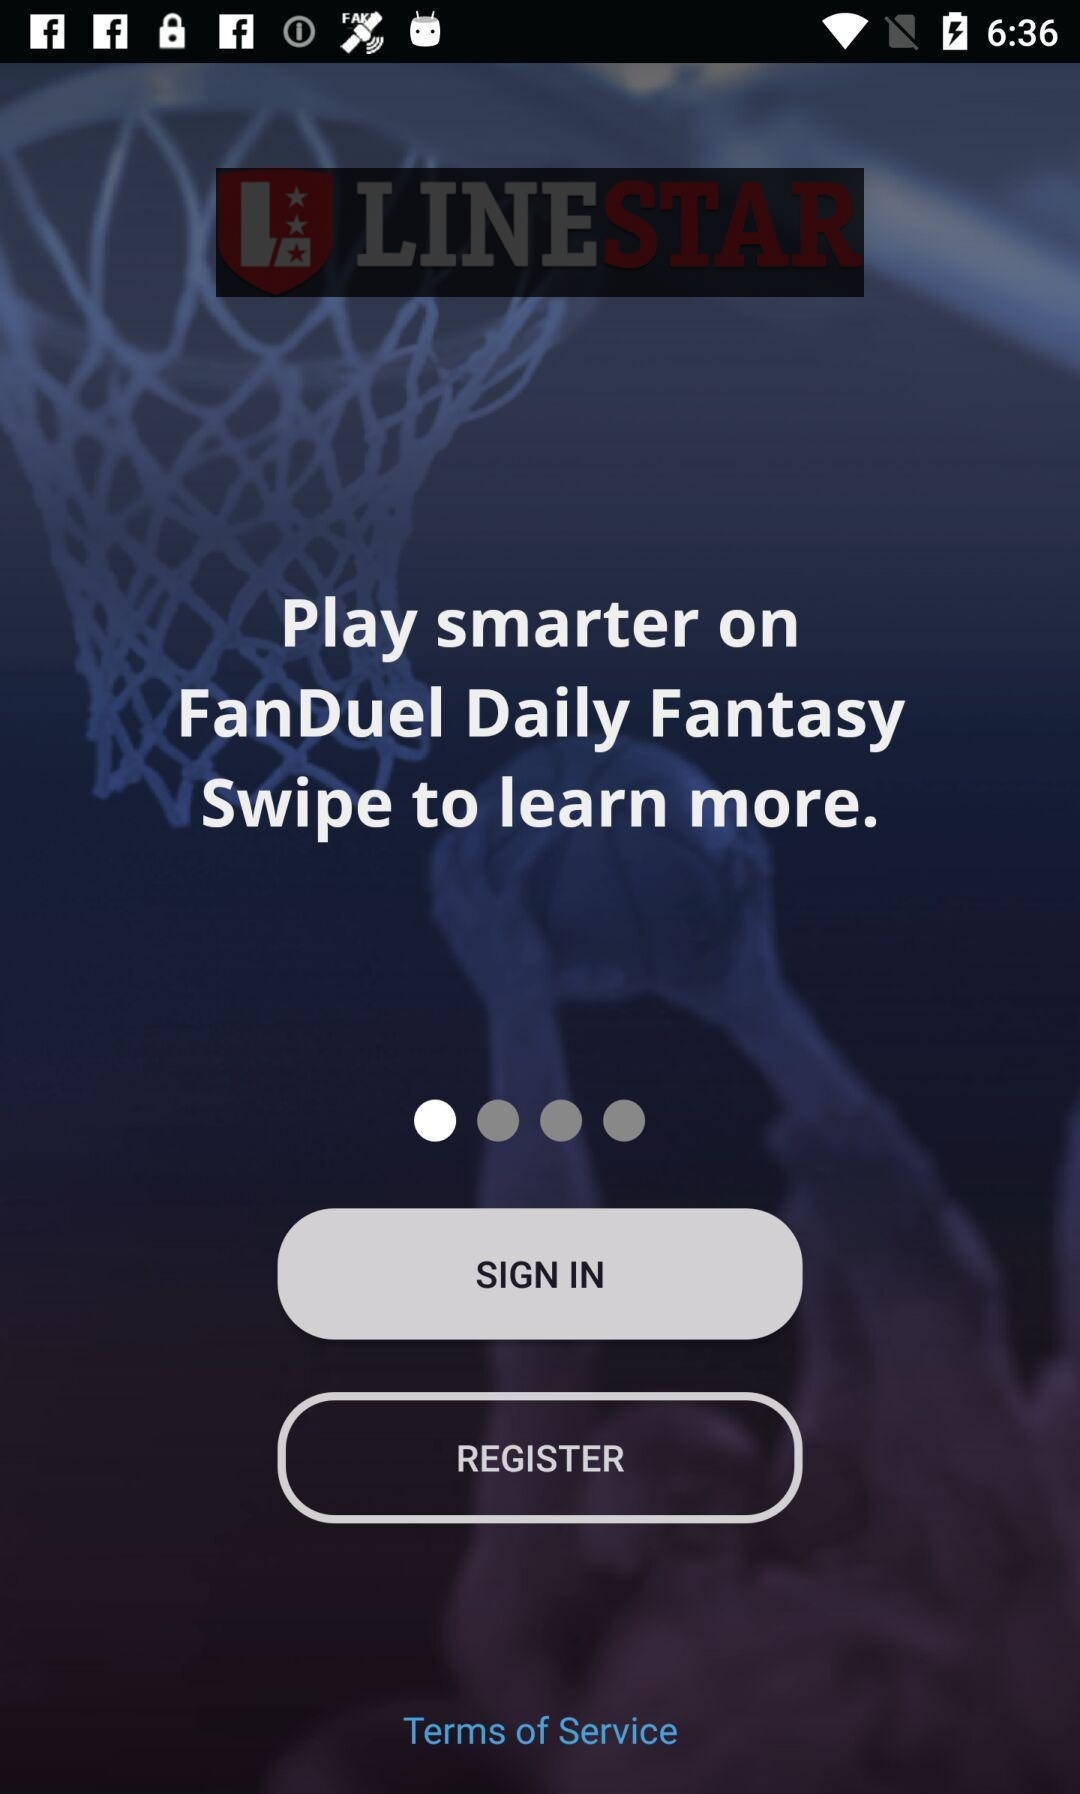 FAKE
6:36
LINESTAR
Play smarter on
FanDuel Daily Fantasy
Swipe to learn more.
SIGN IN
REGISTER
Terms of Service